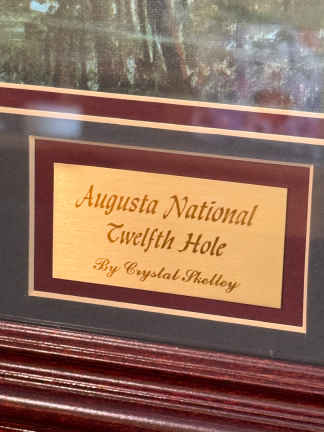 Augusta National
Twelfth Hole
By Crystal Skelley